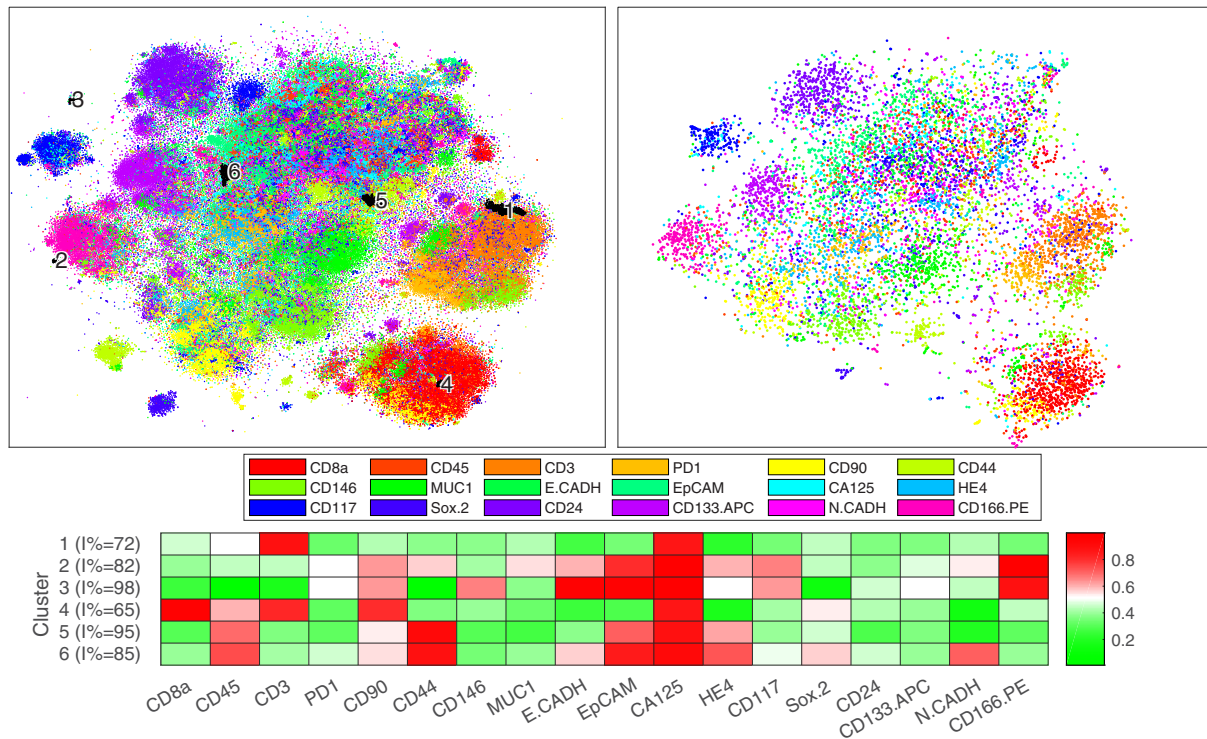 3
6
5
1
2
4
CD8a CD45 CD3 PD1 CD90 CD44
CD146 MUC1 E.CADH EpCAM CA125 HE4
CD117 Sox.2 CD24 CD133.APC N.CADH CD166.PE
Cluster
1 (I%=72)
2 (I%=82)
3 (I%=98)
4 (I%=65)
5 (I%=95)
6 (I%=85)
0.8
0.6
0.4
0.2
CD8a CD45 CD3 PD1 CD90 CD44 CD146 MUC1 E.CADH EpCAM CA125 HE4 CD117 Sox.2 CD24 CD133.APC N.CADH CD166.PE